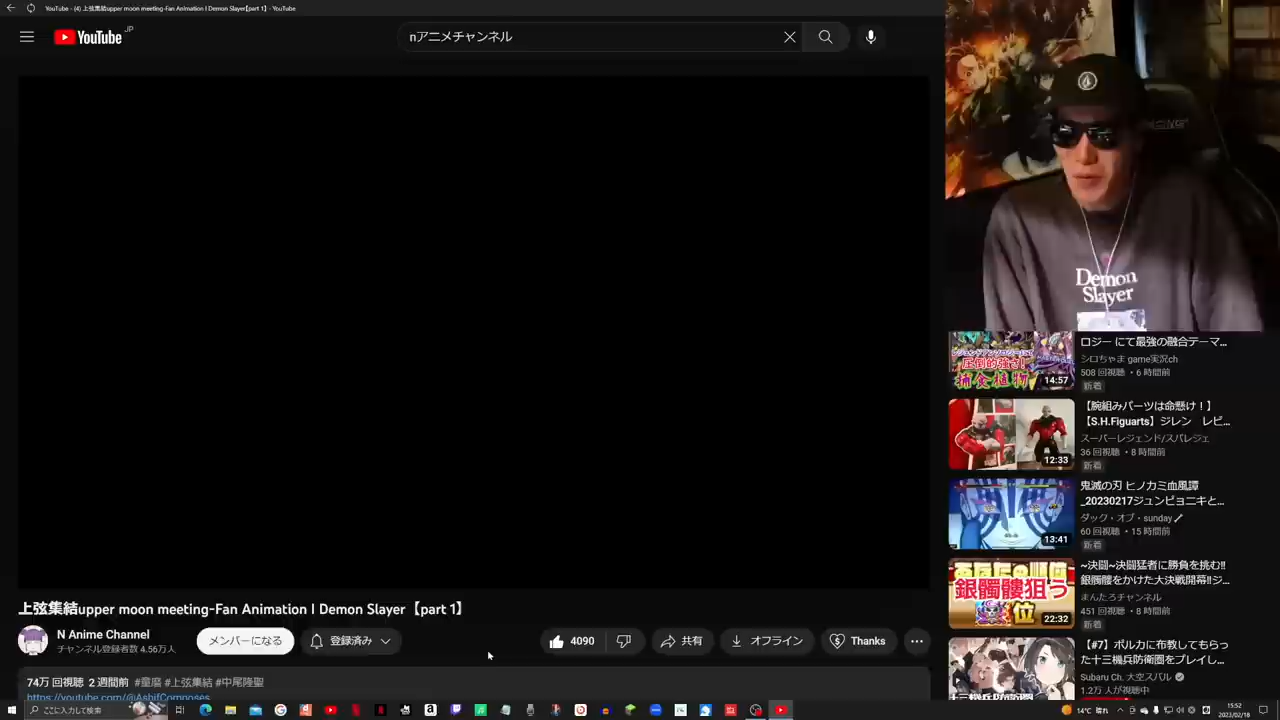 YouTube - (4) 上弦集結upper moon meeting-Fan Animation l Demon Slayer【part 1】 - YouTube
YouTube JP
nアニメチャンネル
Demon
Slayer
圧倒的強さ!
捕食植物
14:57
ロジー にて最強の融合テーマ...
シロちゃま game実況ch
508 回視聴 ・6 時間前
新着
12:33
【腕組みパーツは命懸け！】
【S.H.Figuarts】ジレン レビ...
スーパーレジェンド/スパレジェ
36 回視聴 ・8 時間前
新着
13:41
鬼滅の刃 ヒノカミ血風譚
_20230217ジュンピョニキと...
ダック・オブ・sunday
60 回視聴 ・15 時間前
新着
銀髑髏狙う
位
22:32
~決闘~決闘猛者に勝負を挑む!!
銀髑髏をかけた大決戦開幕!!ジ...
まんたろチャンネル
451 回視聴 ・8 時間前
新着
【#7】ポルカに布教してもらっ
た十三機兵防衛圏をプレイし...
Subaru Ch. 大空スバル
1.2万 人が視聴中
上弦集結upper moon meeting-Fan Animation l Demon Slayer【part 1】
N Anime Channel
チャンネル登録者数 4.56万人
メンバーになる
登録済み
4090
共有
オフライン
Thanks
74万 回視聴 2 週間前 #童磨 #上弦集結 #中尾隆聖
https://youtube.com/@AshifComposes
ここに入力して検索
14°C 晴れ
15:52
2023/02/18